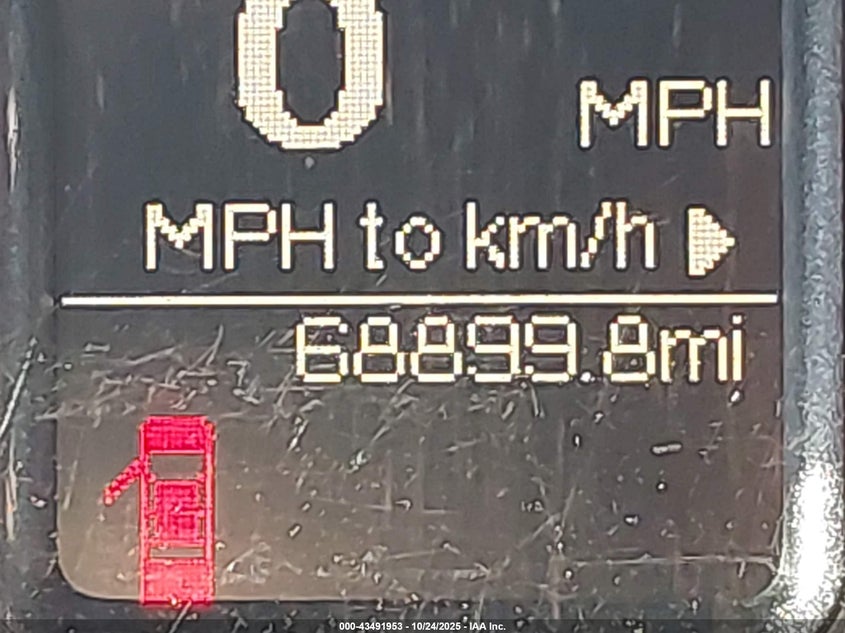 0
MPH
MPH to km/h
68899.8mi
000-43491953 - 10/24/2025 - IAA Inc.